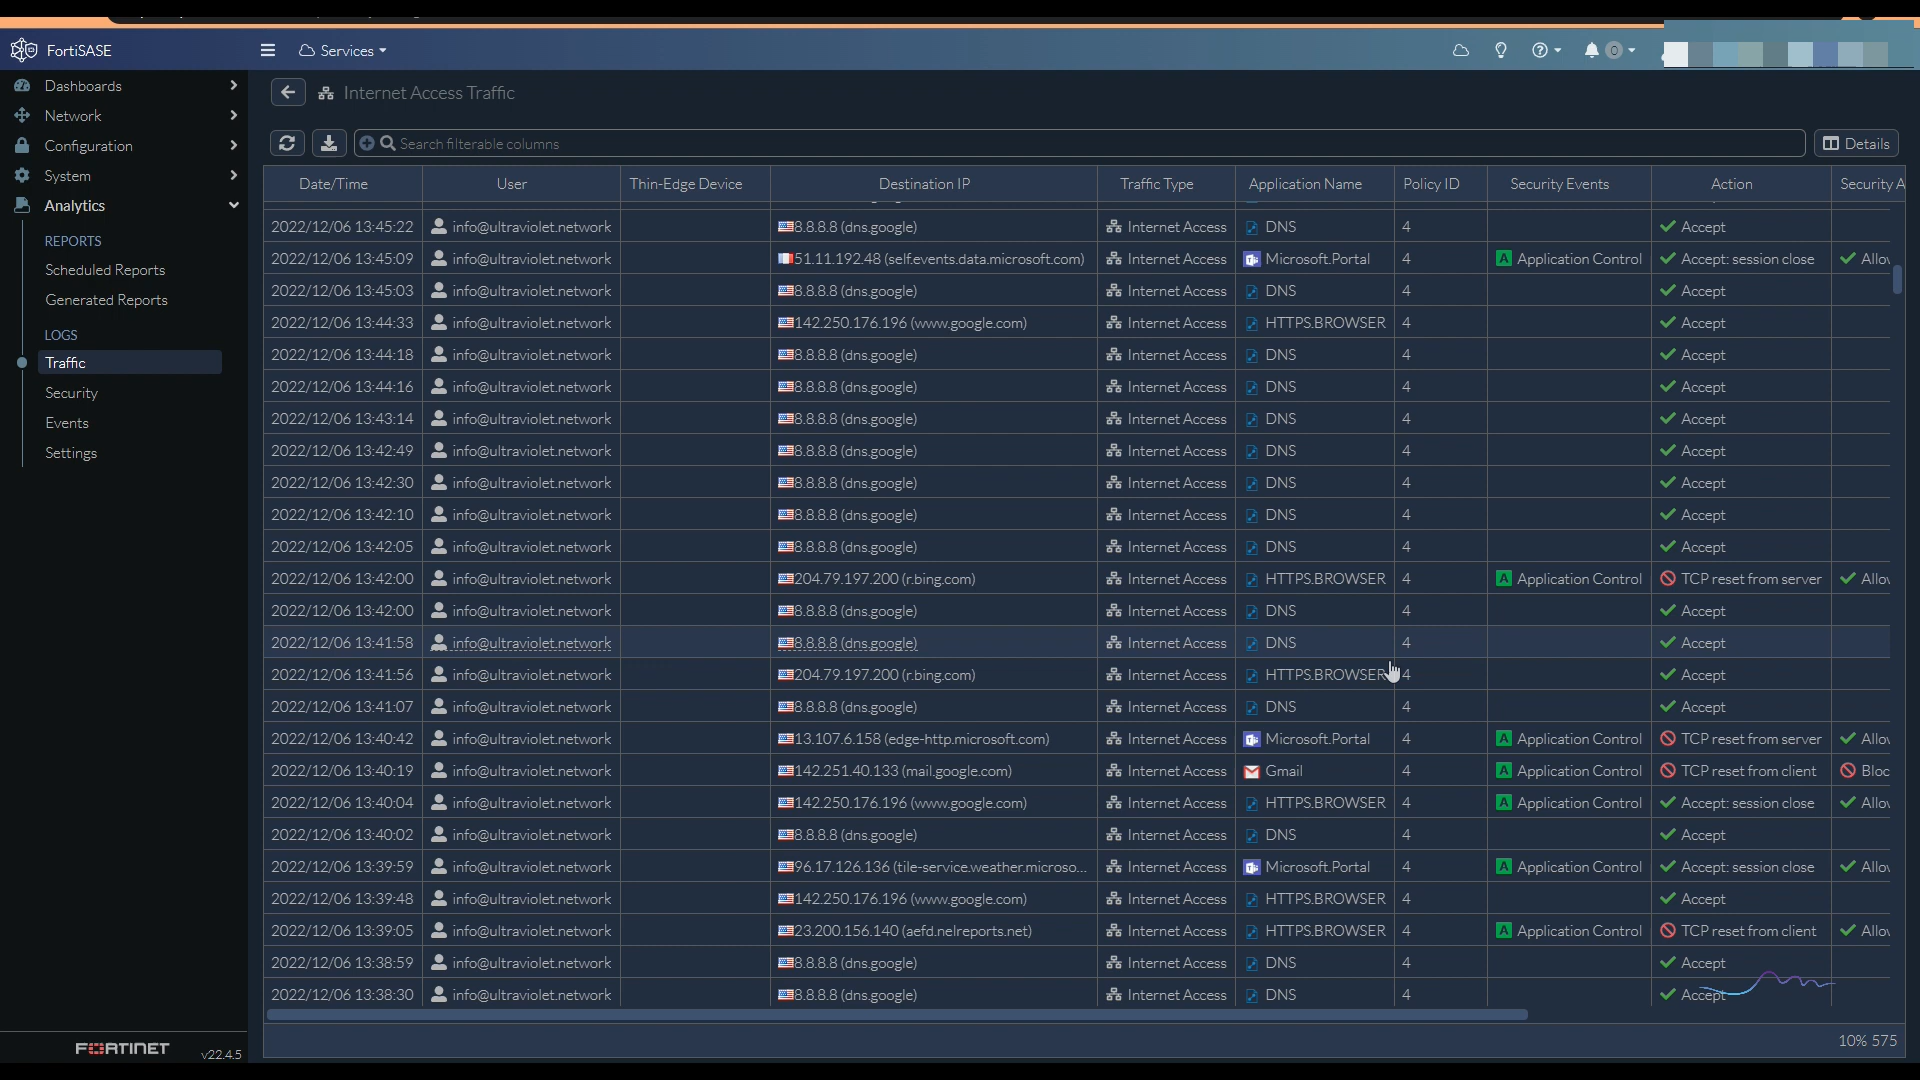 FortiSASE
Services
0
Dashboards
Network
Configuration
System
Analytics
REPORTS
Scheduled Reports
Generated Reports
LOGS
Traffic
Security
Events
Settings
FORTINET
v22.4.5
Internet Access Traffic
Search filterable columns
Details
Date/Time User Thin-Edge Device Destination IP Traffic Type Application Name Policy ID Security Events Action Security A
2022/12/06 13:45:22 info@ultraviolet.network 8.8.8.8 (dns.google) Internet Access DNS 4 Accept
2022/12/06 13:45:09 info@ultraviolet.network 51.11.192.48 (self.events.data.microsoft.com) Internet Access Microsoft.Portal 4 A Application Control Accept: session close Allo
2022/12/06 13:45:03 info@ultraviolet.network 8.8.8.8 (dns.google) Internet Access DNS 4 Accept
2022/12/06 13:44:33 info@ultraviolet.network 142.250.176.196 (www.google.com) Internet Access HTTPS.BROWSER 4 Accept
2022/12/06 13:44:18 info@ultraviolet.network 8.8.8.8 (dns.google) Internet Access DNS 4 Accept
2022/12/06 13:44:16 info@ultraviolet.network 8.8.8.8 (dns.google) Internet Access DNS 4 Accept
2022/12/06 13:43:14 info@ultraviolet.network 8.8.8.8 (dns.google) Internet Access DNS 4 Accept
2022/12/06 13:42:49 info@ultraviolet.network 8.8.8.8 (dns.google) Internet Access DNS 4 Accept
2022/12/06 13:42:30 info@ultraviolet.network 8.8.8.8 (dns.google) Internet Access DNS 4 Accept
2022/12/06 13:42:10 info@ultraviolet.network 8.8.8.8 (dns.google) Internet Access DNS 4 Accept
2022/12/06 13:42:05 info@ultraviolet.network 8.8.8.8 (dns.google) Internet Access DNS 4 Accept
2022/12/06 13:42:00 info@ultraviolet.network 204.79.197.200 (r.bing.com) Internet Access HTTPS.BROWSER 4 A Application Control TCP reset from server Allo
2022/12/06 13:42:00 info@ultraviolet.network 8.8.8.8 (dns.google) Internet Access DNS 4 Accept
2022/12/06 13:41:58 info@ultraviolet.network 8.8.8.8 (dns.google) Internet Access DNS 4 Accept
2022/12/06 13:41:56 info@ultraviolet.network 204.79.197.200 (r.bing.com) Internet Access HTTPS.BROWSER 4 Accept
2022/12/06 13:41:07 info@ultraviolet.network 8.8.8.8 (dns.google) Internet Access DNS 4 Accept
2022/12/06 13:40:42 info@ultraviolet.network 13.107.6.158 (edge-http.microsoft.com) Internet Access Microsoft.Portal 4 A Application Control TCP reset from server Allo
2022/12/06 13:40:19 info@ultraviolet.network 142.251.40.133 (mail.google.com) Internet Access Gmail 4 A Application Control TCP reset from client Bloc
2022/12/06 13:40:04 info@ultraviolet.network 142.250.176.196 (www.google.com) Internet Access HTTPS.BROWSER 4 A Application Control Accept: session close Allo
2022/12/06 13:40:02 info@ultraviolet.network 8.8.8.8 (dns.google) Internet Access DNS 4 Accept
2022/12/06 13:39:59 info@ultraviolet.network 96.17.126.136 (tile-service.weather.microso... Internet Access Microsoft.Portal 4 A Application Control Accept: session close Allo
2022/12/06 13:39:48 info@ultraviolet.network 142.250.176.196 (www.google.com) Internet Access HTTPS.BROWSER 4 Accept
2022/12/06 13:39:05 info@ultraviolet.network 23.200.156.140 (aefd.nelreports.net) Internet Access HTTPS.BROWSER 4 A Application Control TCP reset from client Allo
2022/12/06 13:38:59 info@ultraviolet.network 8.8.8.8 (dns.google) Internet Access DNS 4 Accept
2022/12/06 13:38:30 info@ultraviolet.network 8.8.8.8 (dns.google) Internet Access DNS 4 Accept
10% 575